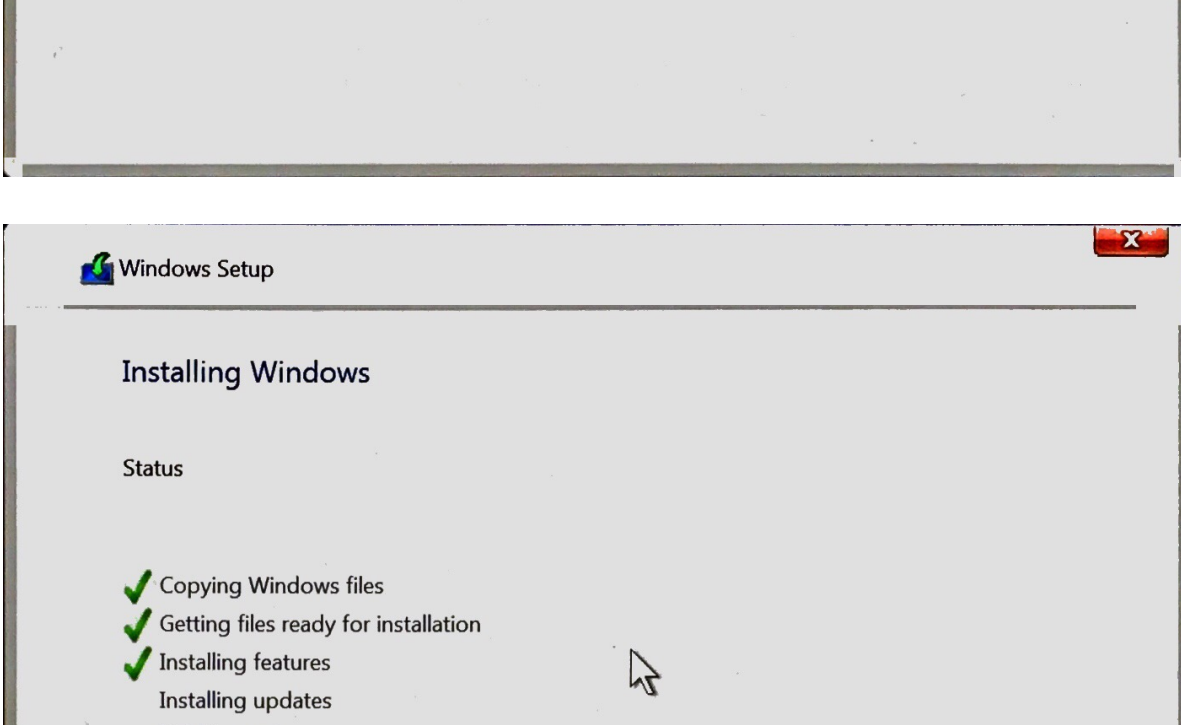 Windows Setup
Installing Windows
Status
Copying Windows files
Getting files ready for installation
Installing features
Installing updates